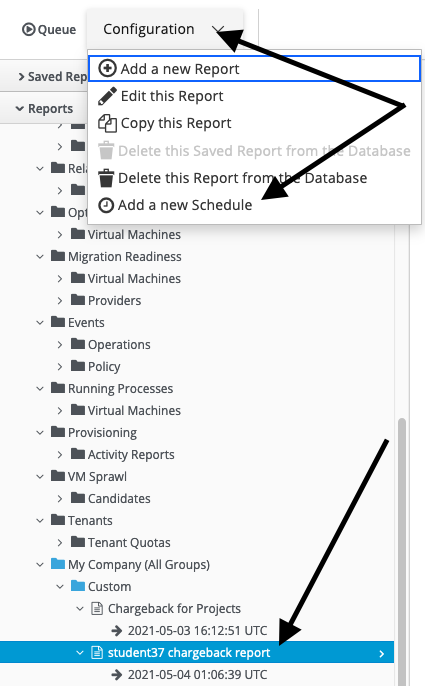 Queue Configuration
Add a new Report
Saved Rep
Edit this Report
Reports
Copy this Report
Delete this Saved Report from the Database
Rela
Delete this Report from the Database
Opt
Add a new Schedule
Virtual Machines
Migration Readiness
Virtual Machines
Providers
Events
Operations
Policy
Running Processes
Virtual Machines
Provisioning
Activity Reports
VM Sprawl
Candidates
Tenants
Tenant Quotas
My Company (All Groups)
Custom
Chargeback for Projects
2021-05-03 16:12:51 UTC
student37 chargeback report
2021-05-04 01:06:39 UTC